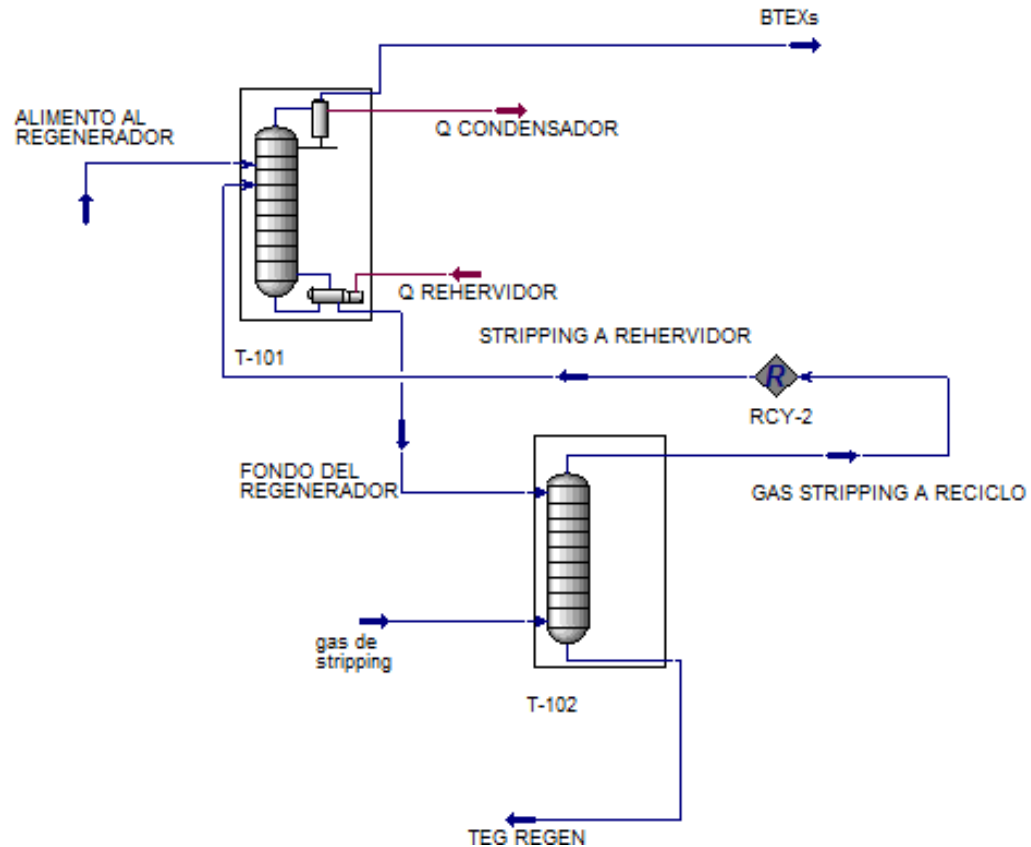 BTEXs
ALIMENTO AL
REGENERADOR
Q CONDENSADOR
Q REHERVIDOR
T-101
STRIPPING A REHERVIDOR
R
RCY-2
FONDO DEL
REGENERADOR
GAS STRIPPING A RECICLO
gas de
stripping
T-102
TEG REGEN